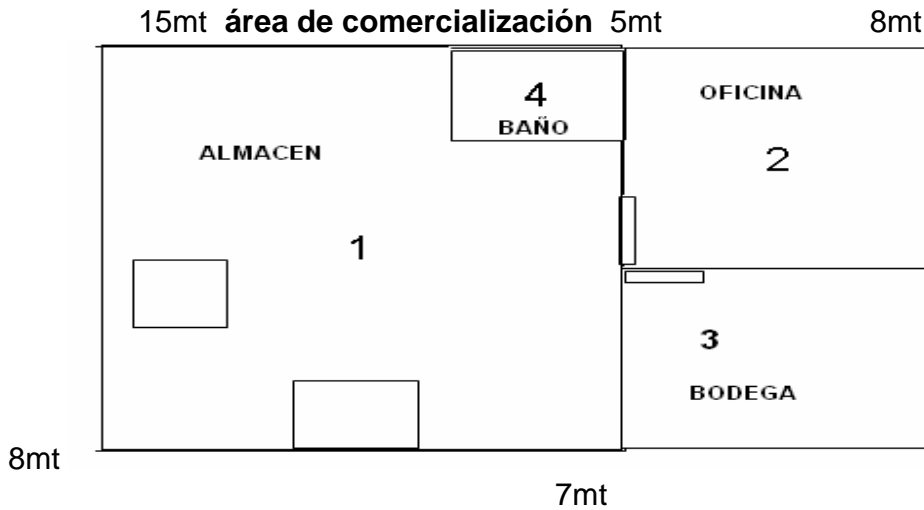 15mt área de comercialización 5mt 8mt
4
OFICINA
BAÑO
ALMACEN
2
1
3
BODEGA
8mt
7mt